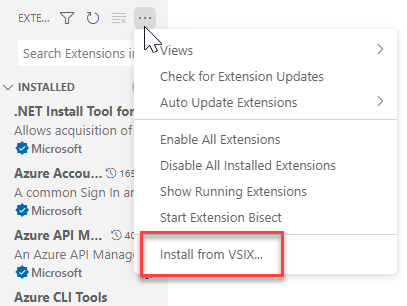 EXTE...
Search Extensions in
Views
Check for Extension Updates
Auto Update Extensions
Enable All Extensions
Disable All Installed Extensions
Show Running Extensions
Start Extension Bisect
Install from VSIX...
INSTALLED
.NET Install Tool for
Allows acquisition of
Microsoft
Azure Accou... 165
A common Sign In an
Microsoft
Azure API M... 40
An Azure API Manage
Microsoft
Azure CLI Tools